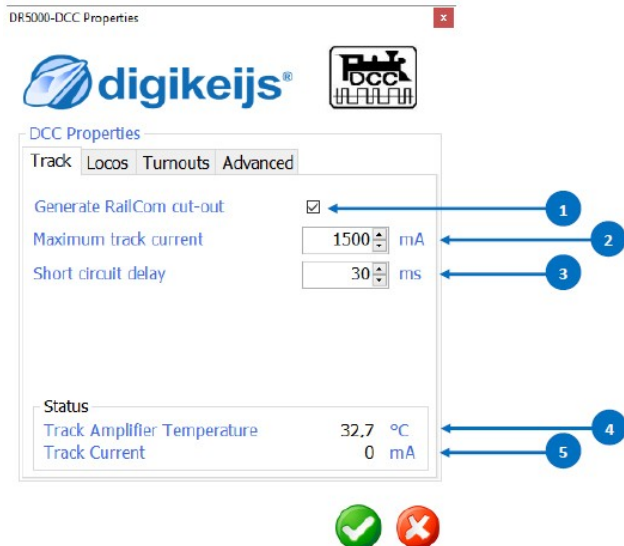 DR5000-DCC Properties
x
digikeijs®
DCC
DCC Properties
Track Locos Turnouts Advanced
Generate RailCom cut-out
1
Maximum track current 1500 mA
2
Short circuit delay 30 ms
3
Status
Track Amplifier Temperature 32,7 °C
4
Track Current 0 mA
5